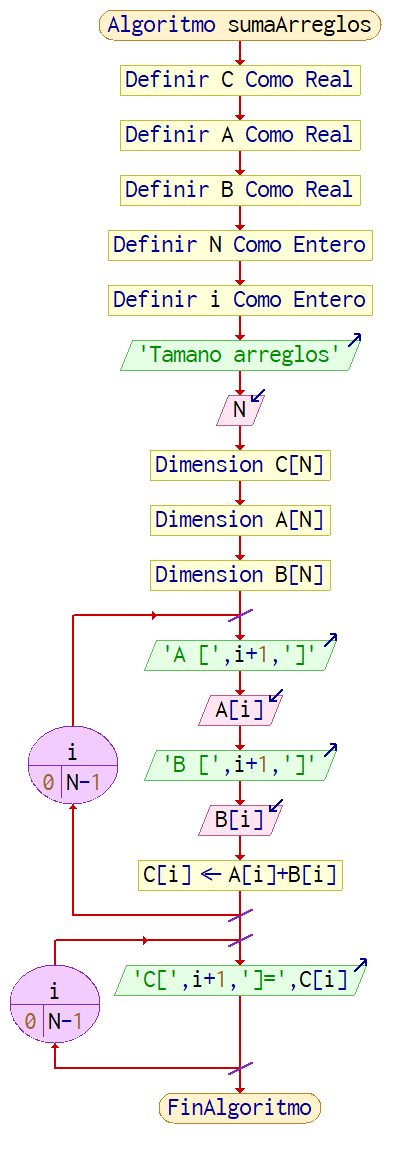 Algoritmo sumaArreglos
Definir C Como Real
Definir A Como Real
Definir B Como Real
Definir N Como Entero
Definir i Como Entero
'Tamano arreglos'
N
Dimension C[N]
Dimension A[N]
Dimension B[N]
'A [',i+1,']'
A[i]
i
0 N-1
'B [',i+1,']'
B[i]
C[i] ← A[i]+B[i]
i
0 N-1
'C[',i+1,']=',C[i]
FinAlgoritmo